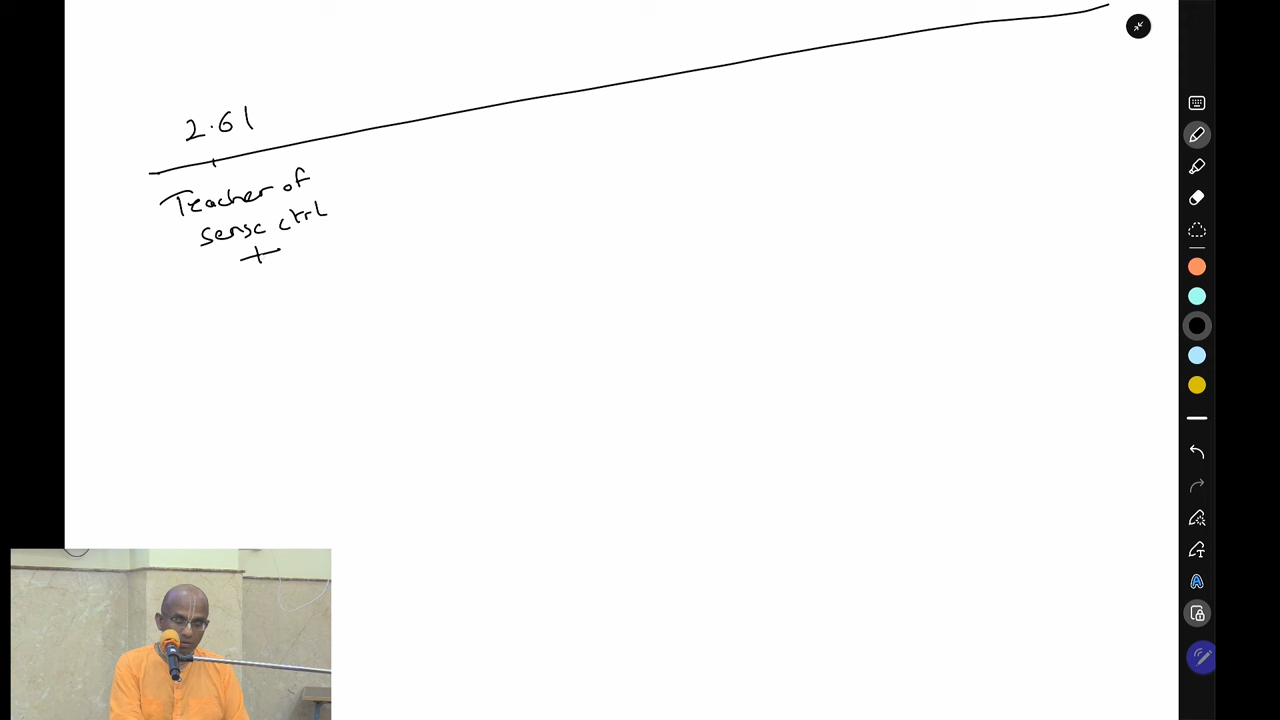 2.61
Teacher of
sense ctrl
+